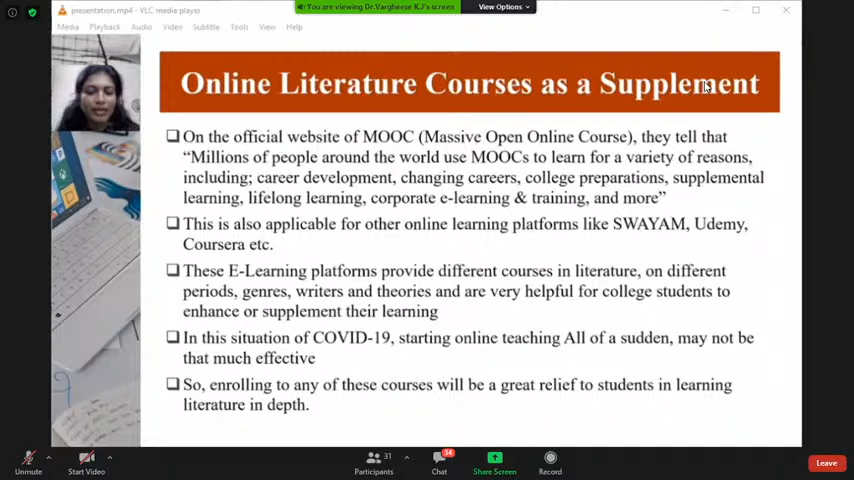 presentation.mp4 - VLC media player
You are viewing Dr.Vargheese K.J's screen
View Options
Media Playback Audio Video Subtitle Tools View Help
Online Literature Courses as a Supplement
On the official website of MOOC (Massive Open Online Course), they tell that
“Millions of people around the world use MOOCs to learn for a variety of reasons,
including; career development, changing careers, college preparations, supplemental
learning, lifelong learning, corporate e-learning & training, and more”
This is also applicable for other online learning platforms like SWAYAM, Udemy,
Coursera etc.
These E-Learning platforms provide different courses in literature, on different
periods, genres, writers and theories and are very helpful for college students to
enhance or supplement their learning
In this situation of COVID-19, starting online teaching All of a sudden, may not be
that much effective
So, enrolling to any of these courses will be a great relief to students in learning
literature in depth.
31
34
Unmute Start Video Participants Chat Share Screen Record Leave